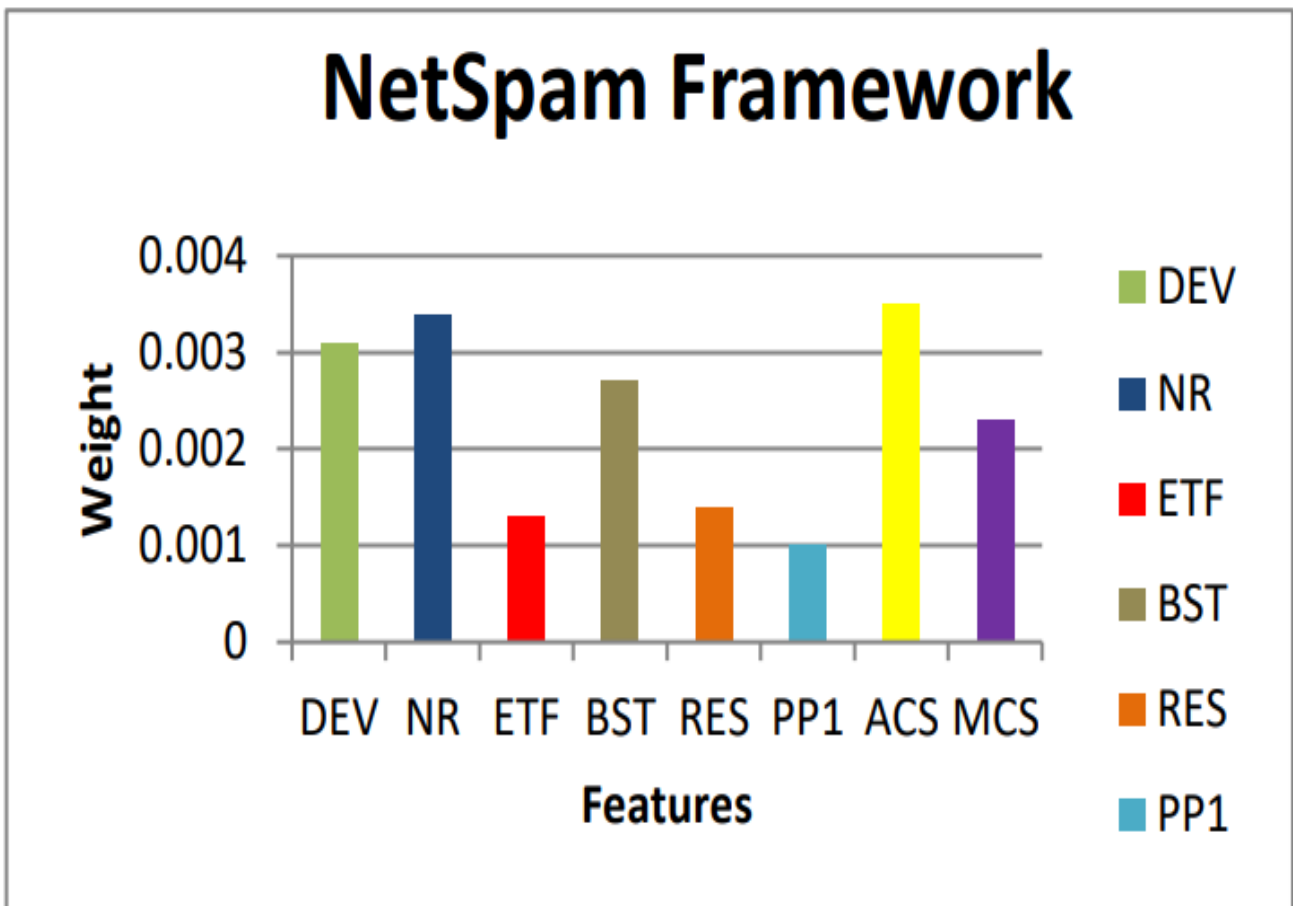 NetSpam Framework
Weight
0.004
0.003
0.002
0.001
0
DEV NR ETF BST RES PP1 ACS MCS
Features
DEV
NR
ETF
BST
RES
PP1